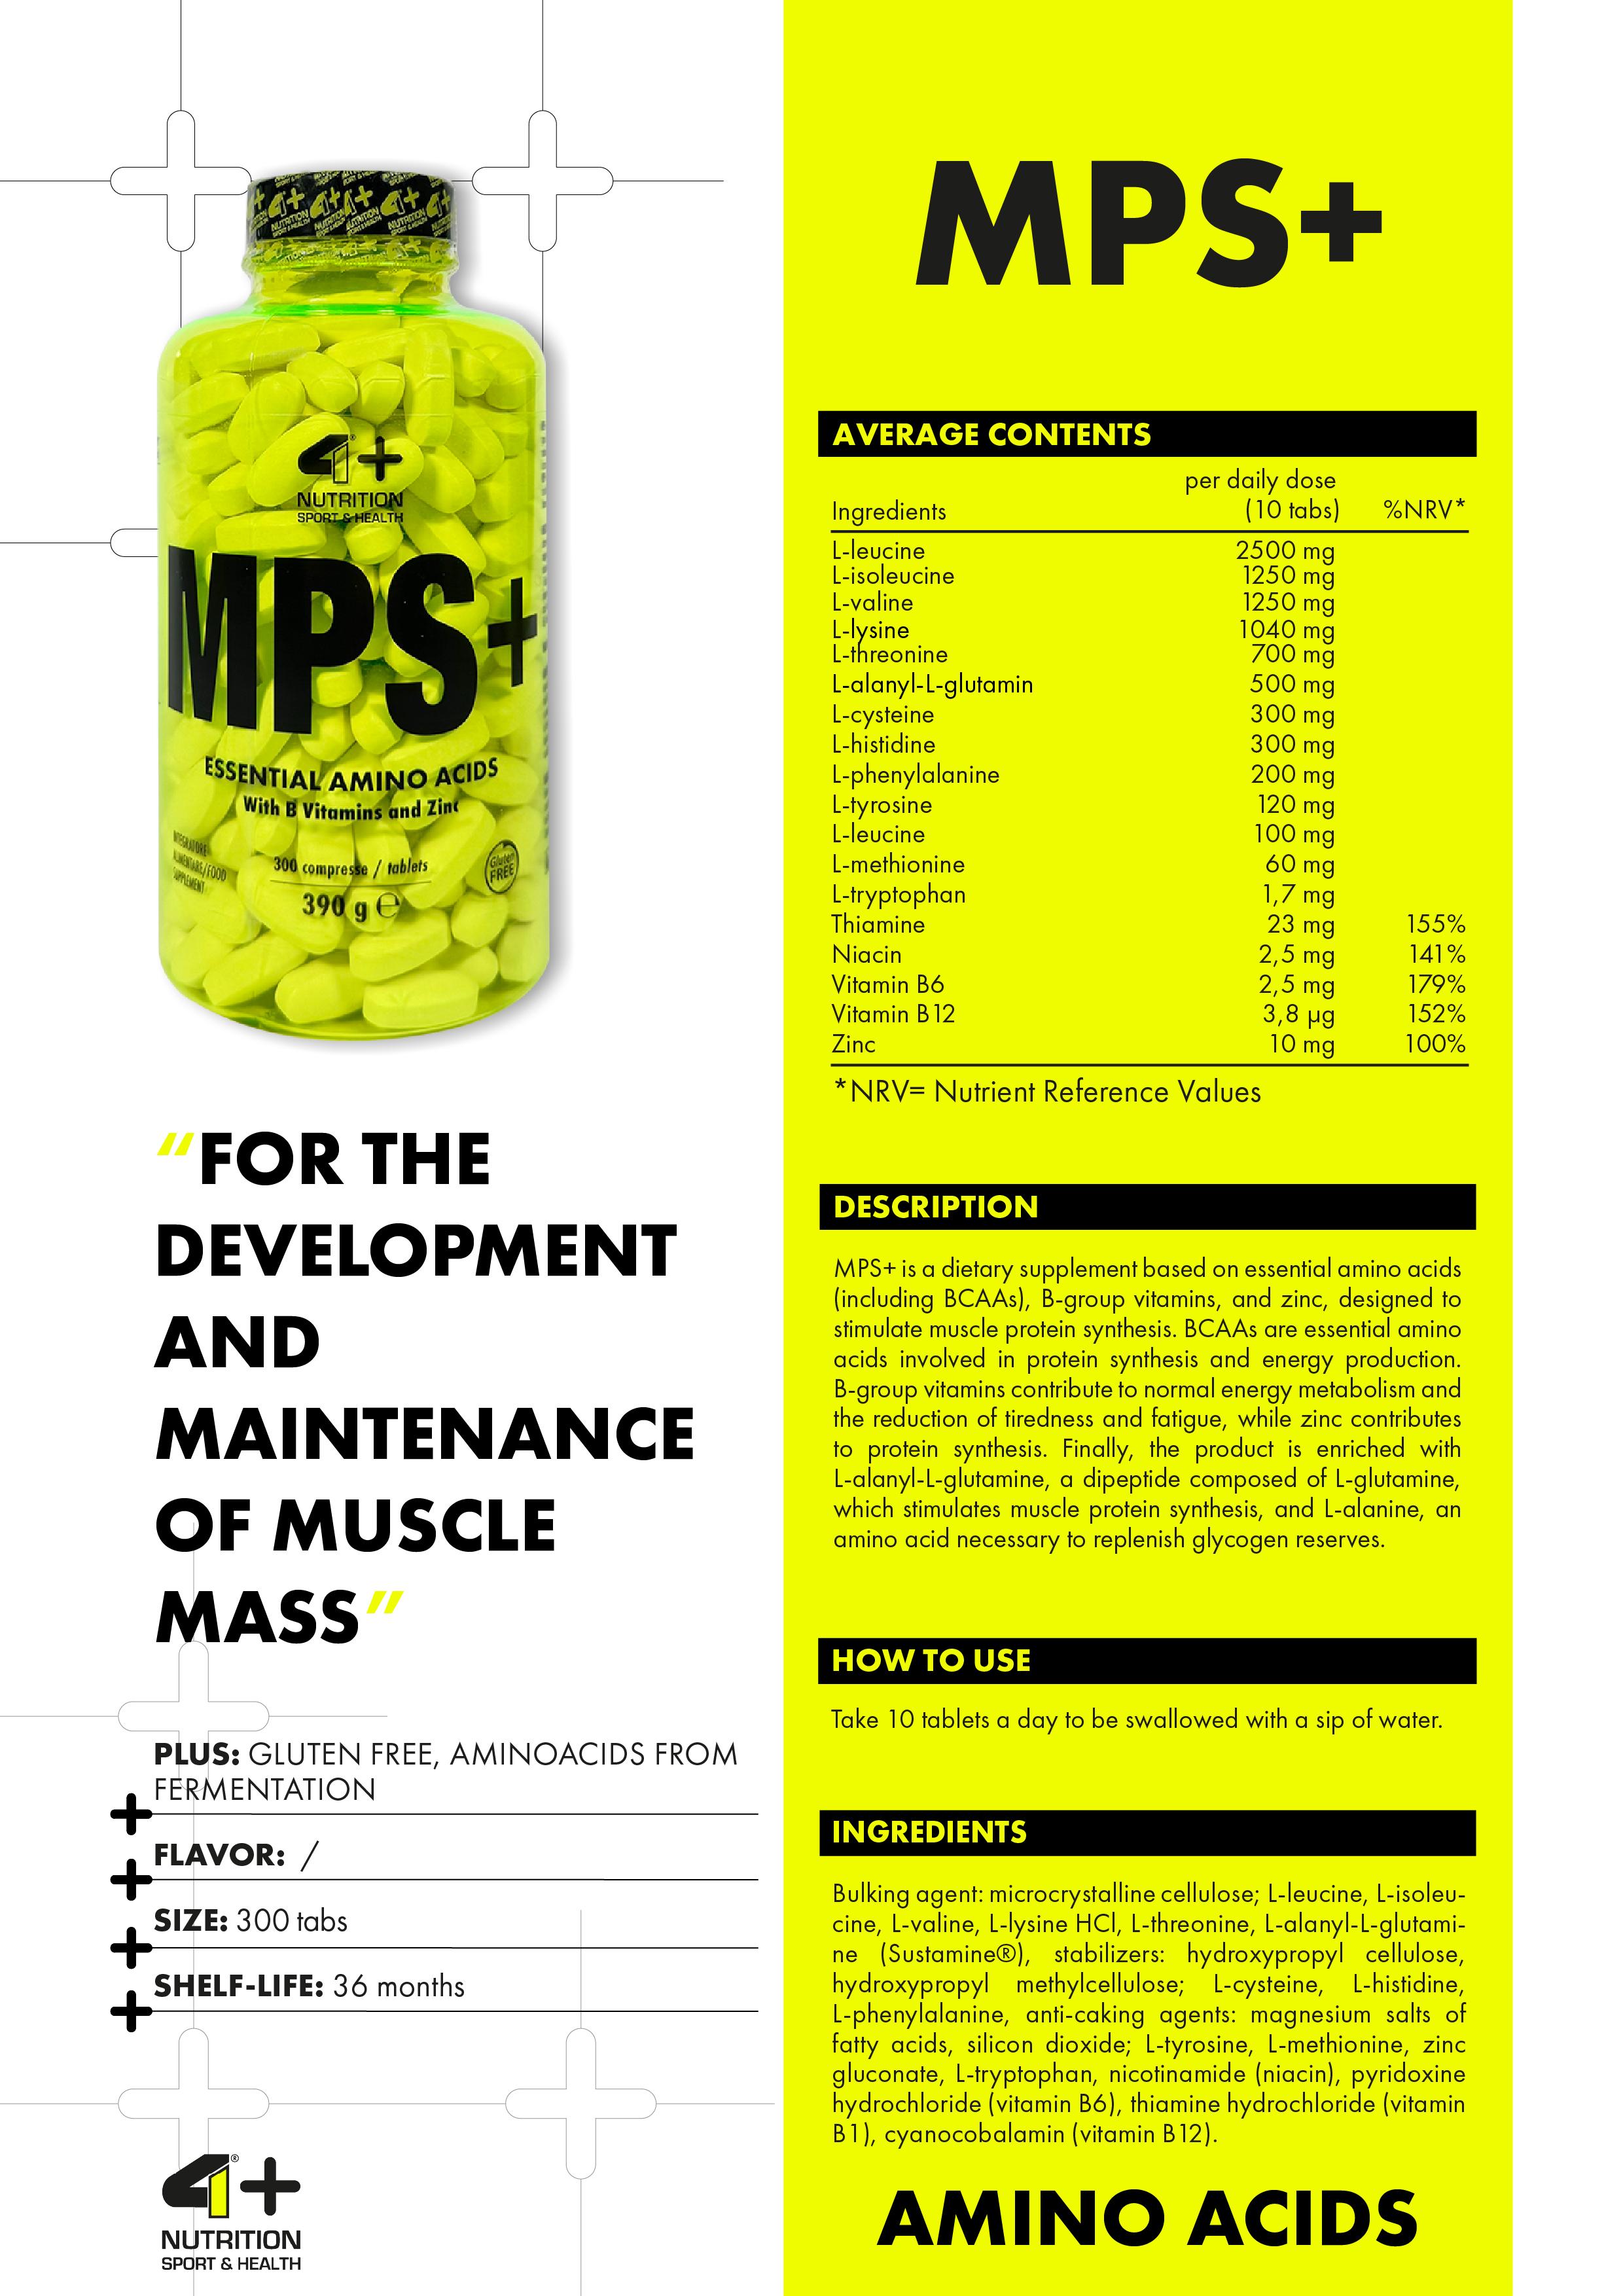 4+
NUTRITION
SPORT & HEALTH
MPS+
ESSENTIAL AMINO ACIDS
With B Vitamins and Zinc
INTEGRATORE
ALIMENTARE/FOOD
SUPPLEMENT
300 compresse / tablets
390 g ℮
Gluten
FREE
“FOR THE
DEVELOPMENT
AND
MAINTENANCE
OF MUSCLE
MASS”
PLUS: GLUTEN FREE, AMINOACIDS FROM
FERMENTATION
FLAVOR: /
SIZE: 300 tabs
SHELF-LIFE: 36 months
4+®
NUTRITION
SPORT & HEALTH
MPS+
AVERAGE CONTENTS
per daily dose
Ingredients (10 tabs) %NRV*
L-leucine 2500 mg
L-isoleucine 1250 mg
L-valine 1250 mg
L-lysine 1040 mg
L-threonine 700 mg
L-alanyl-L-glutamin 500 mg
L-cysteine 300 mg
L-histidine 300 mg
L-phenylalanine 200 mg
L-tyrosine 120 mg
L-leucine 100 mg
L-methionine 60 mg
L-tryptophan 1,7 mg
Thiamine 23 mg 155%
Niacin 2,5 mg 141%
Vitamin B6 2,5 mg 179%
Vitamin B12 3,8 µg 152%
Zinc 10 mg 100%
*NRV= Nutrient Reference Values
DESCRIPTION
MPS+ is a dietary supplement based on essential amino acids
(including BCAAs), B-group vitamins, and zinc, designed to
stimulate muscle protein synthesis. BCAAs are essential amino
acids involved in protein synthesis and energy production.
B-group vitamins contribute to normal energy metabolism and
the reduction of tiredness and fatigue, while zinc contributes
to protein synthesis. Finally, the product is enriched with
L-alanyl-L-glutamine, a dipeptide composed of L-glutamine,
which stimulates muscle protein synthesis, and L-alanine, an
amino acid necessary to replenish glycogen reserves.
HOW TO USE
Take 10 tablets a day to be swallowed with a sip of water.
INGREDIENTS
Bulking agent: microcrystalline cellulose; L-leucine, L-isoleu-
cine, L-valine, L-lysine HCl, L-threonine, L-alanyl-L-glutami-
ne (Sustamine®), stabilizers: hydroxypropyl cellulose,
hydroxypropyl methylcellulose; L-cysteine, L-histidine,
L-phenylalanine, anti-caking agents: magnesium salts of
fatty acids, silicon dioxide; L-tyrosine, L-methionine, zinc
gluconate, L-tryptophan, nicotinamide (niacin), pyridoxine
hydrochloride (vitamin B6), thiamine hydrochloride (vitamin
B1), cyanocobalamin (vitamin B12).
AMINO ACIDS